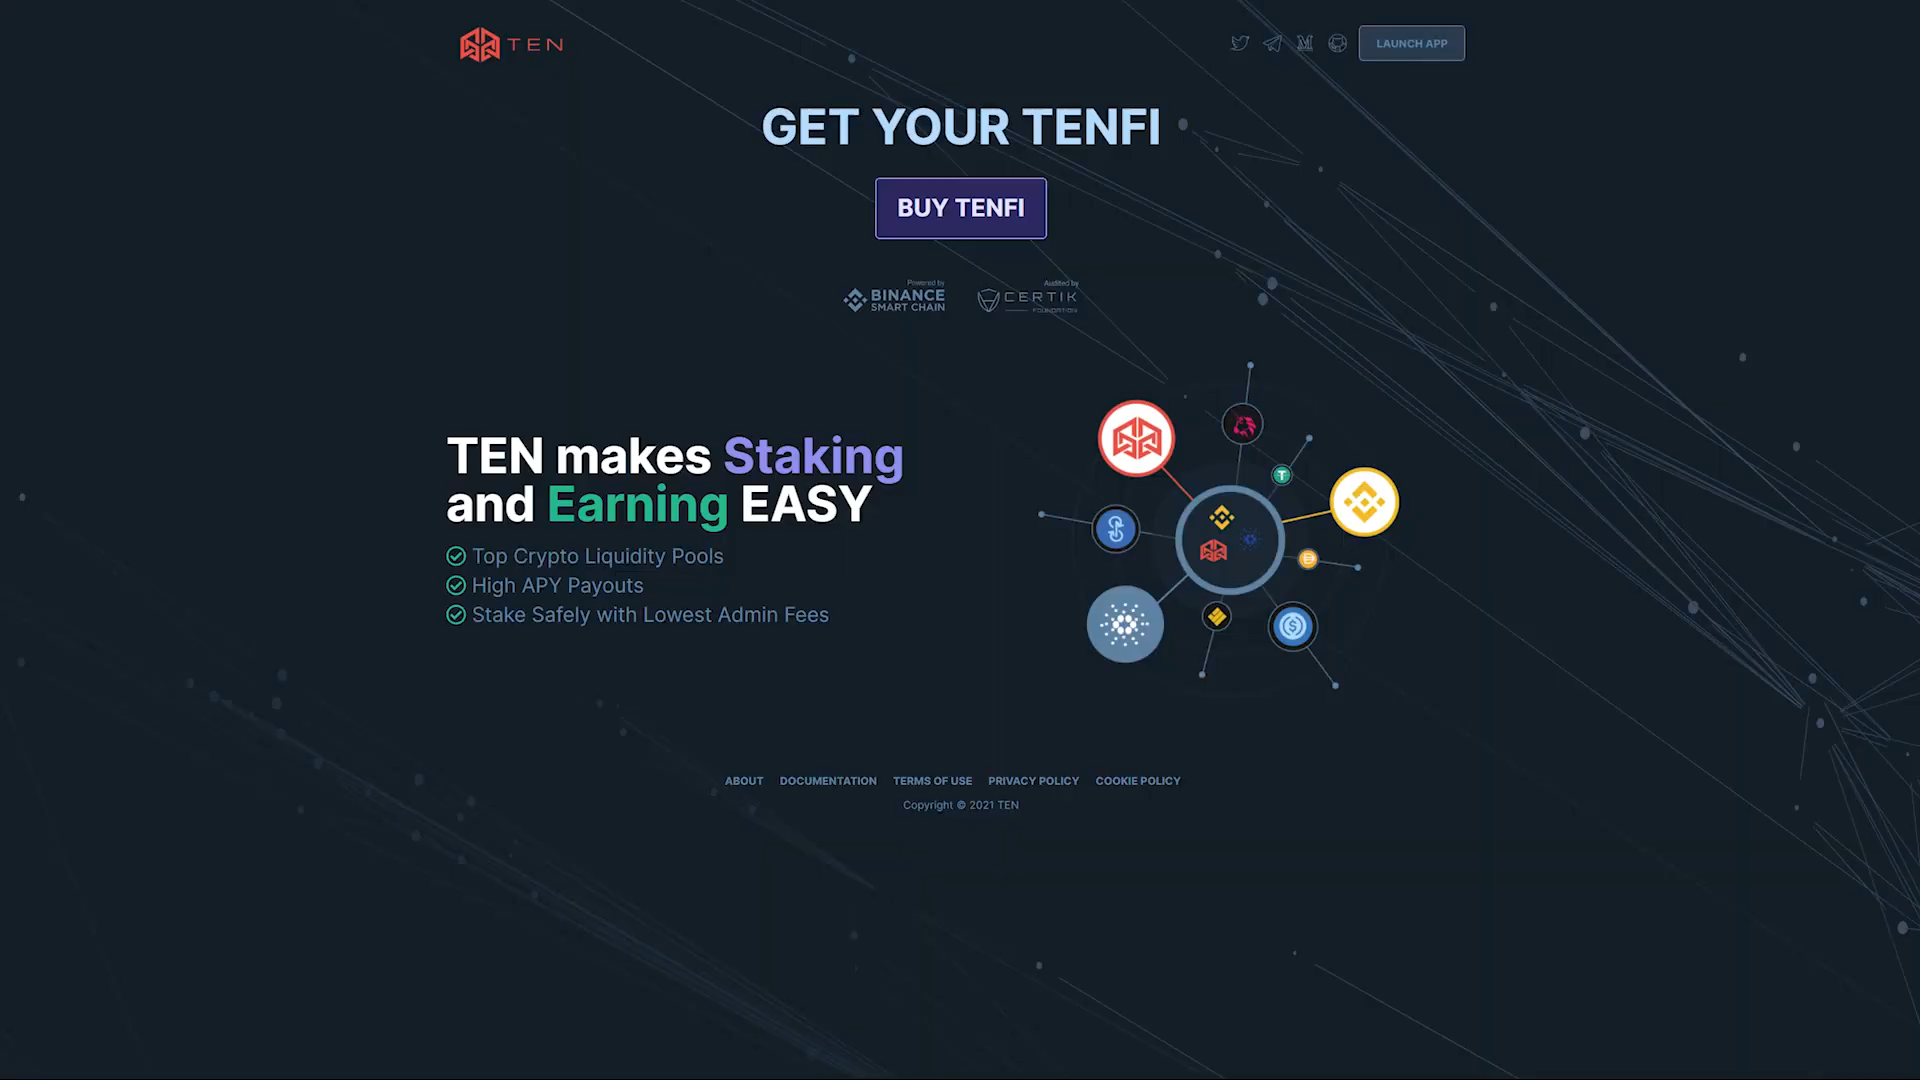 TEN
LAUNCH APP
GET YOUR TENFI
BUY TENFI
Powered by
BINANCE
SMART CHAIN
Audited by
CERTIK
FOUNDATION
TEN makes Staking
and Earning EASY
Top Crypto Liquidity Pools
High APY Payouts
Stake Safely with Lowest Admin Fees
ABOUT DOCUMENTATION TERMS OF USE PRIVACY POLICY COOKIE POLICY
Copyright © 2021 TEN